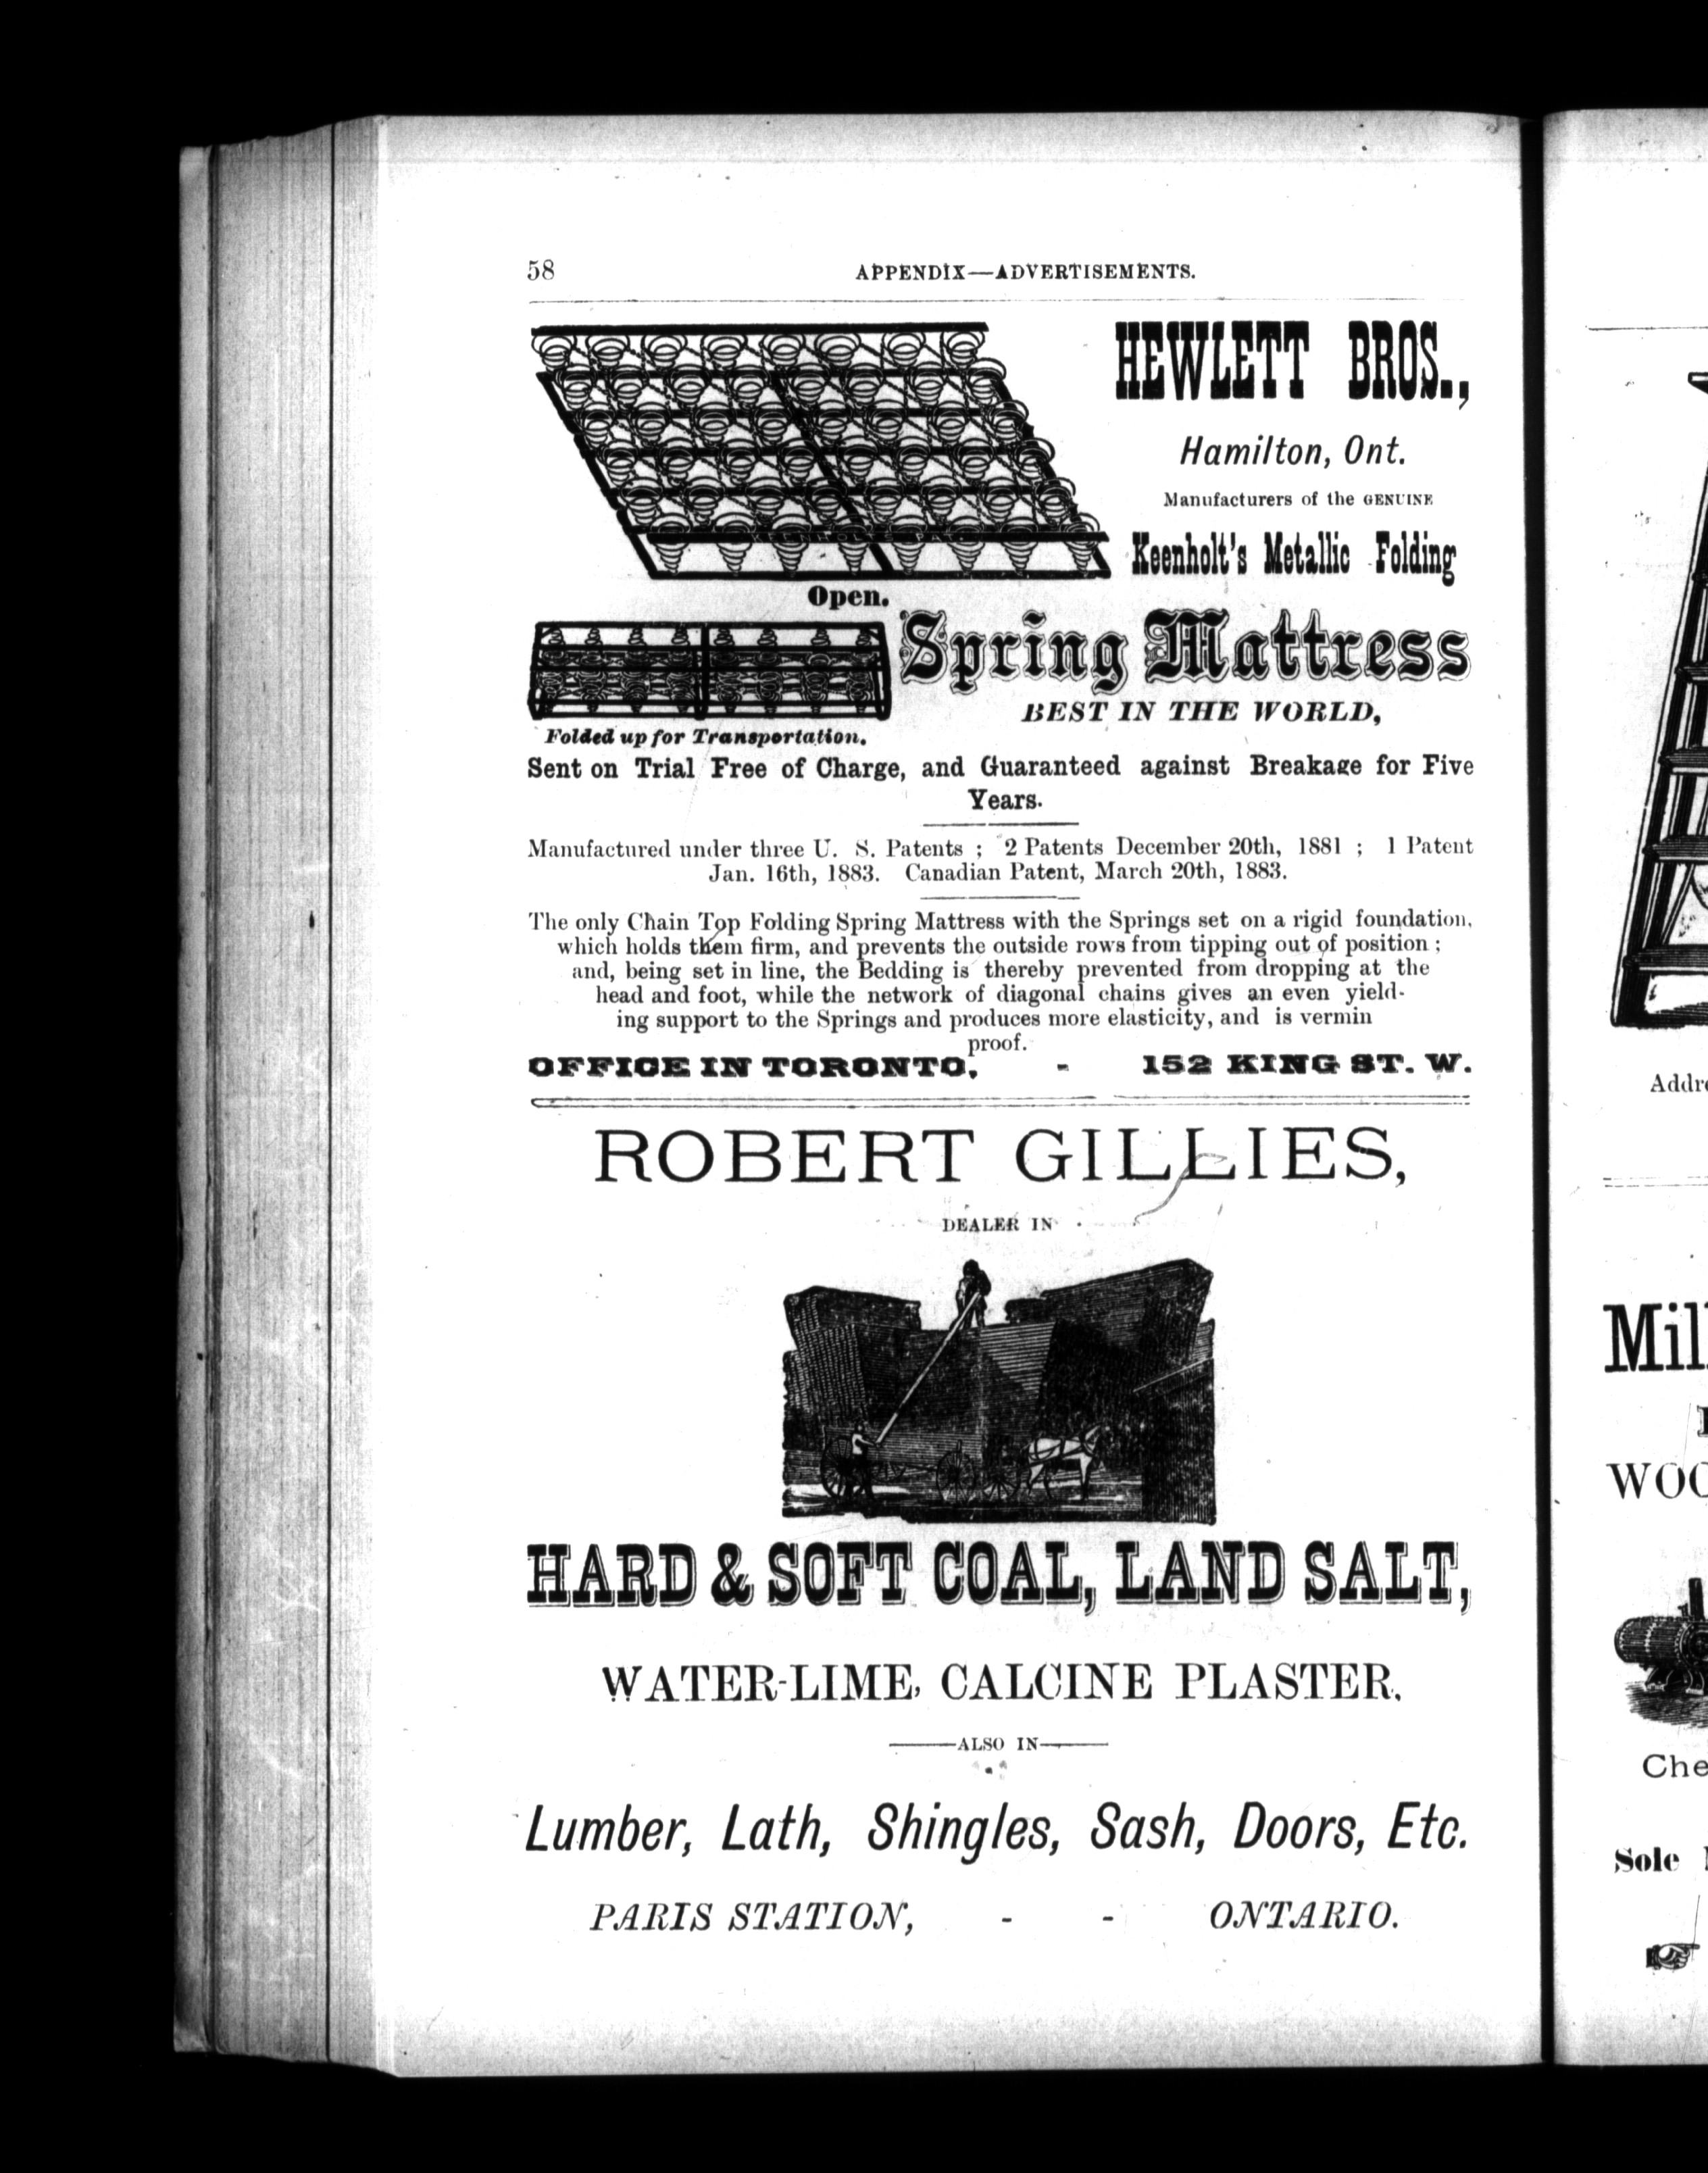 58
APPENDIX—ADVERTISEMENTS.
HEWLETT BROS.,
Hamilton, Ont.
Manufacturers of the GENUINE
Keenholt's Metallic Folding
KEENHOLT'S PAT.
Open.
Spring Mattress
BEST IN THE WORLD,
Folded up for Transportation.
Sent on Trial Free of Charge, and Guaranteed against Breakage for Five
Years.
Manufactured under three U. S. Patents ; 2 Patents December 20th, 1881 ; 1 Patent
Jan. 16th, 1883. Canadian Patent, March 20th, 1883.
The only Chain Top Folding Spring Mattress with the Springs set on a rigid foundation,
which holds them firm, and prevents the outside rows from tipping out of position ;
and, being set in line, the Bedding is thereby prevented from dropping at the
head and foot, while the network of diagonal chains gives an even yield-
ing support to the Springs and produces more elasticity, and is vermin
proof.
OFFICE IN TORONTO, - 152 KING ST. W.
ROBERT GILLIES,
DEALER IN
HARD & SOFT COAL, LAND SALT,
WATER-LIME, CALCINE PLASTER,
—ALSO IN—
Lumber, Lath, Shingles, Sash, Doors, Etc.
PARIS STATION, - - ONTARIO.
Mil
WOO
Che
Sole